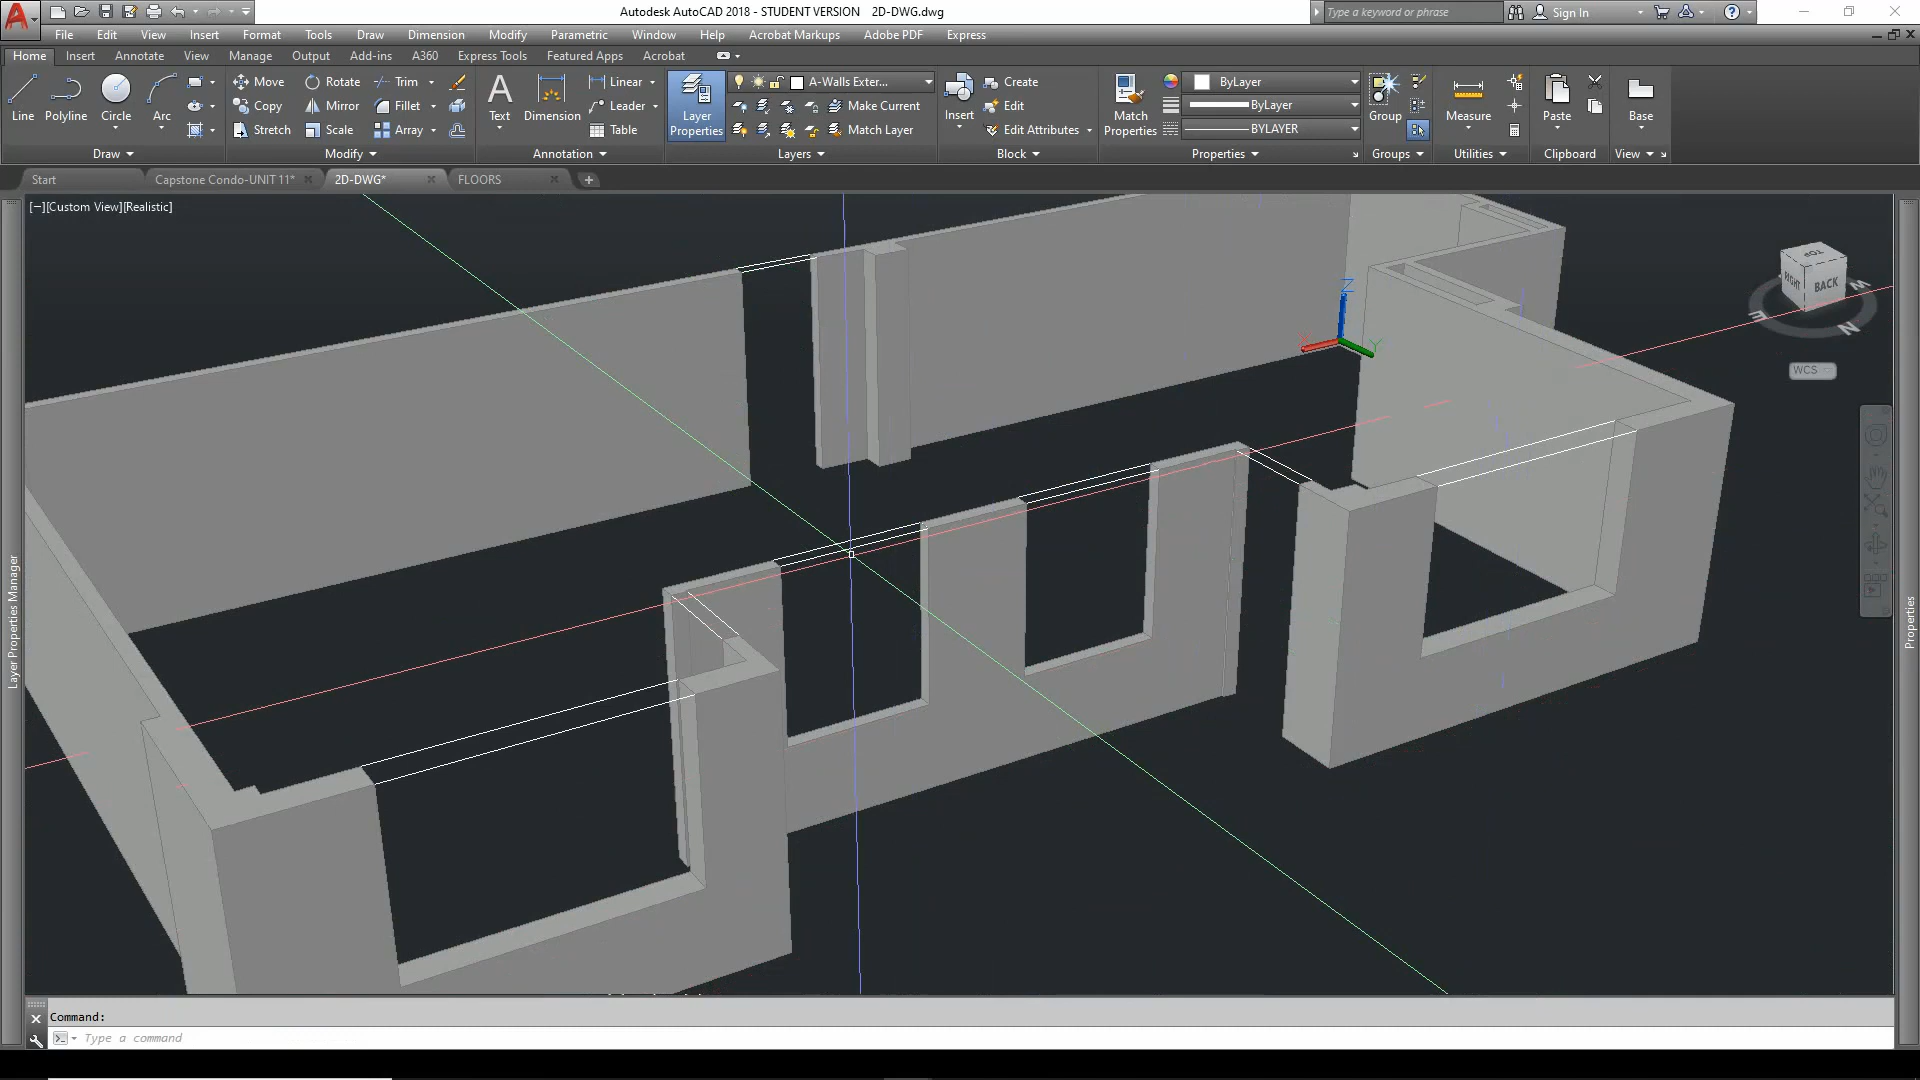 Autodesk AutoCAD 2018 - STUDENT VERSION 2D-DWG.dwg
Type a keyword or phrase
Sign In
File Edit View Insert Format Tools Draw Dimension Modify Parametric Window Help Acrobat Markups Adobe PDF Express
Home Insert Annotate View Manage Output Add-ins A360 Express Tools Featured Apps Acrobat
Move Rotate Trim Linear A-Walls Exter... Create ByLayer
Copy Mirror Fillet Leader Make Current Edit ByLayer
Line Polyline Circle Arc Text Dimension Layer Properties Insert Match Properties Group Measure Paste Base
Stretch Scale Array Table Match Layer Edit Attributes BYLAYER
Draw Modify Annotation Layers Block Properties Groups Utilities Clipboard View
Start Capstone Condo-UNIT 11* 2D-DWG* FLOORS
[−][Custom View][Realistic]
TOP
RIGHT BACK
E N W
Z
X Y
WCS
Layer Properties Manager
Properties
Command:
Type a command